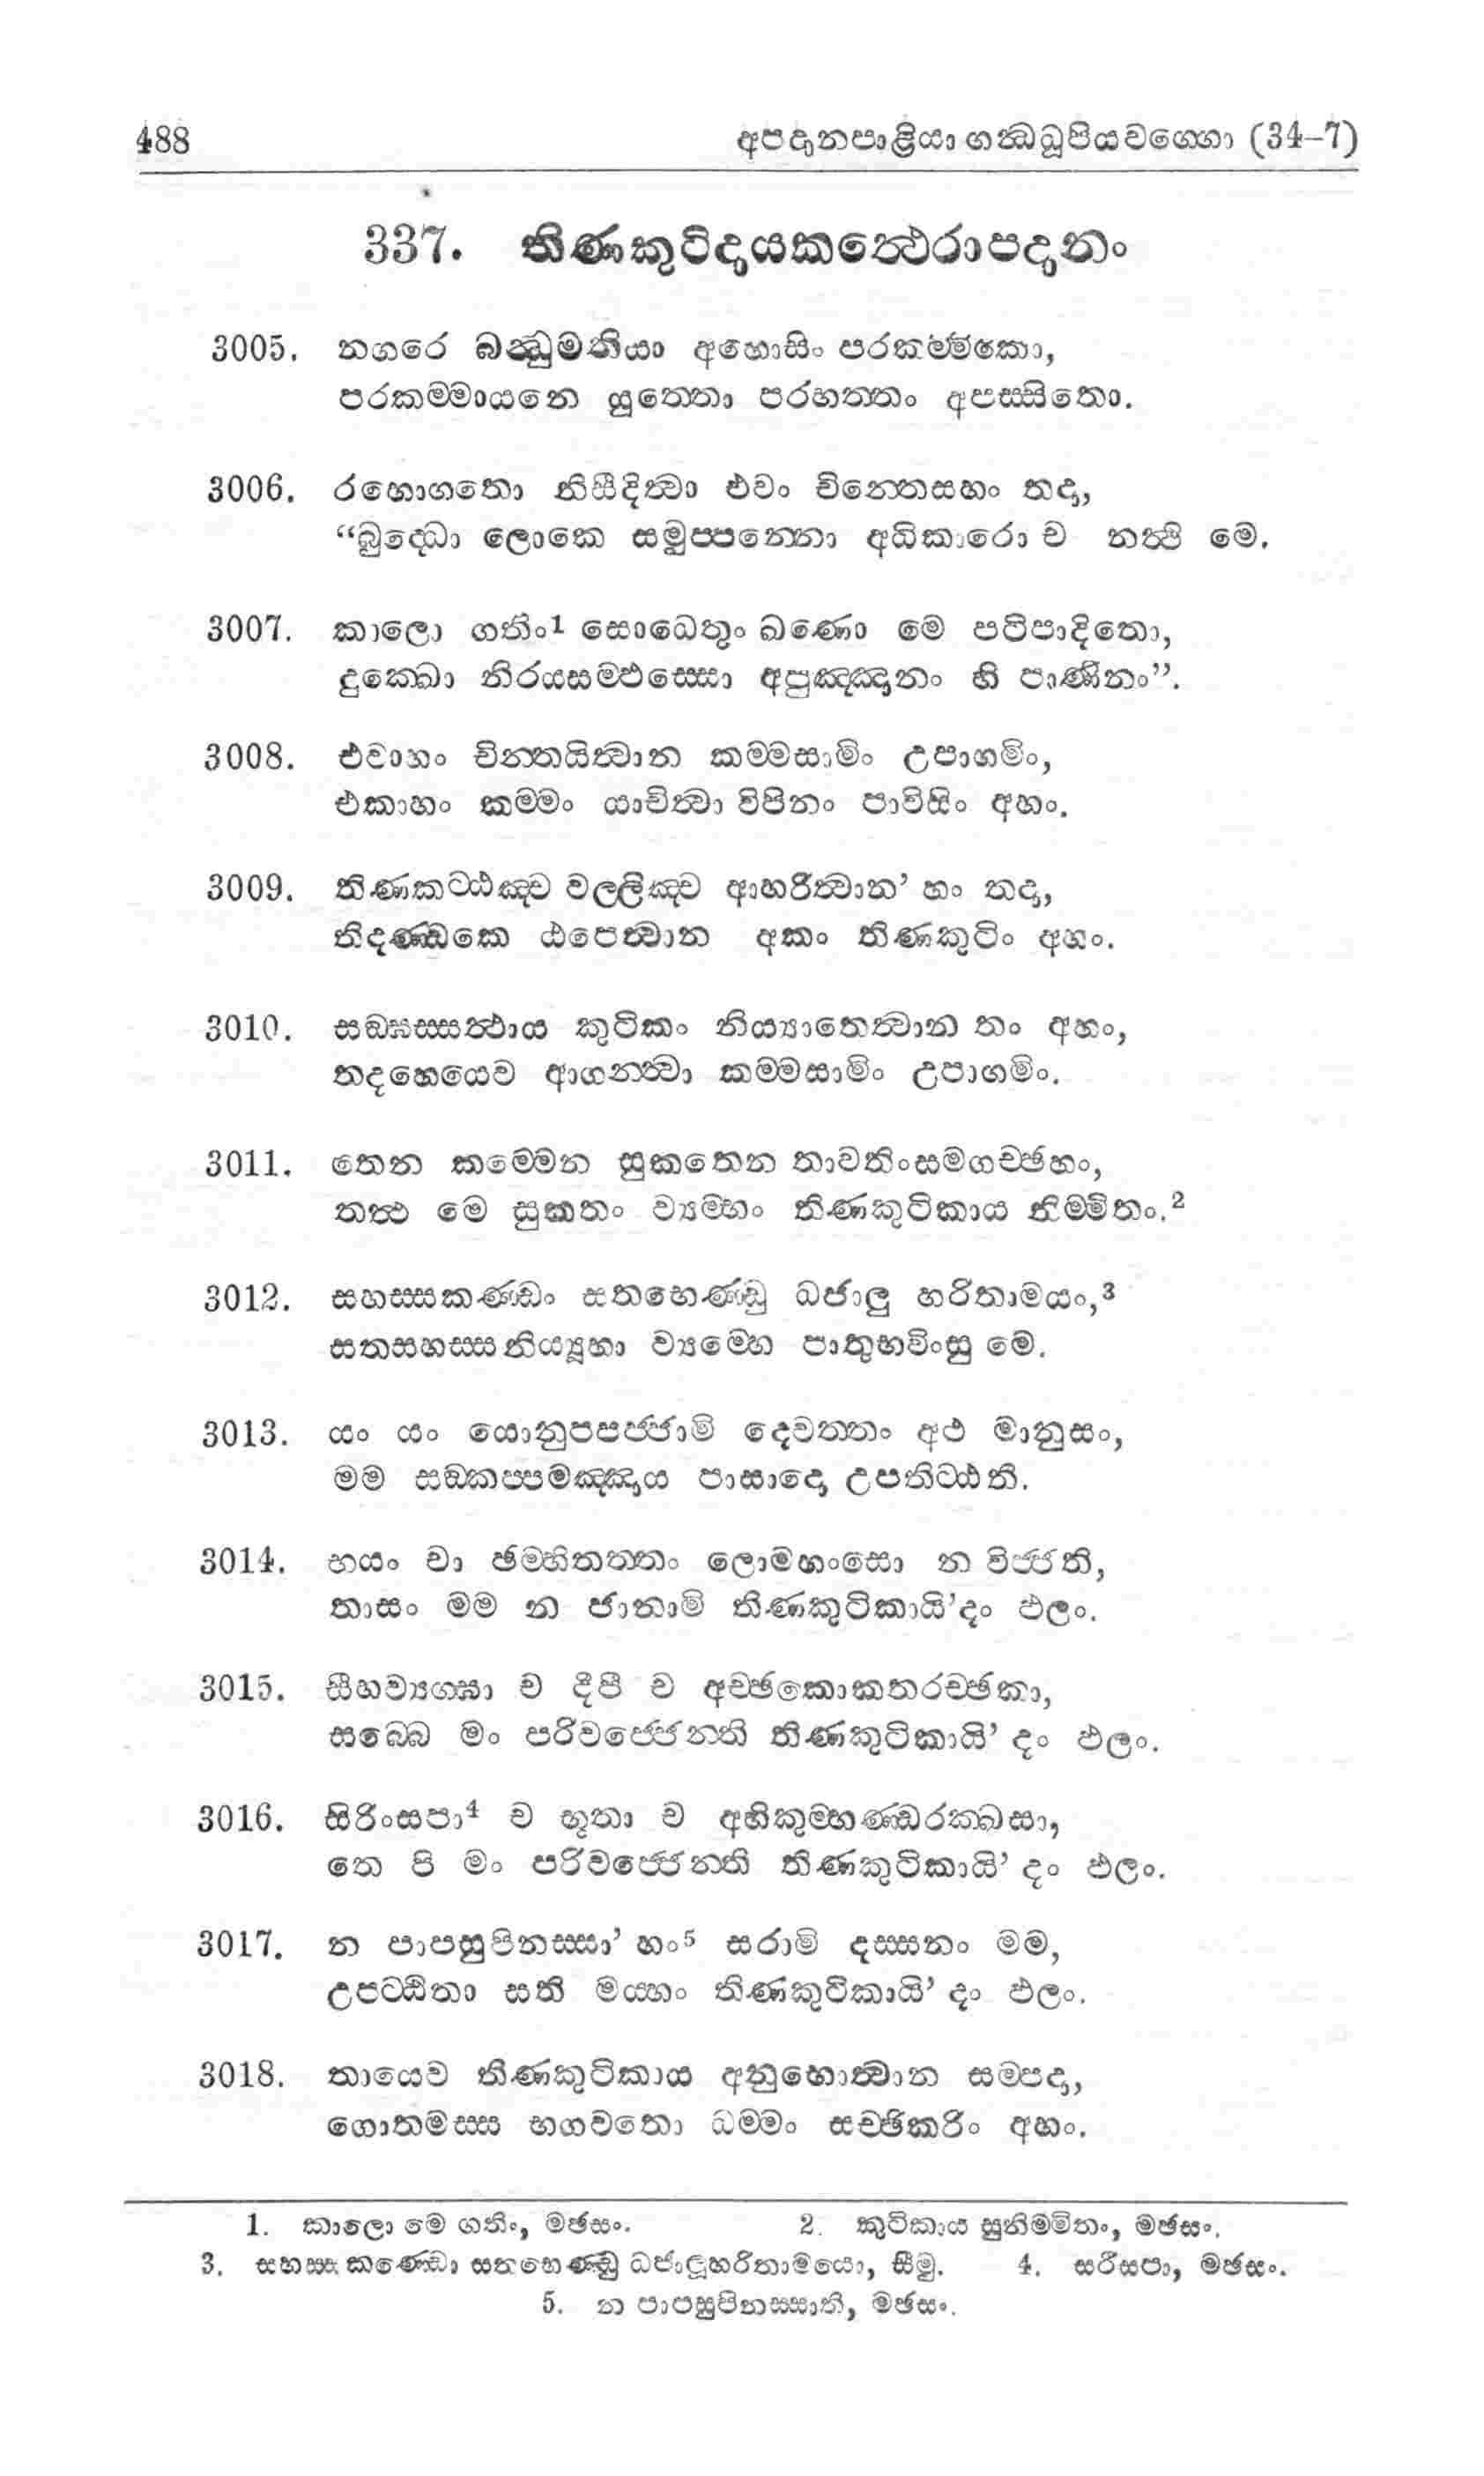 488 අපදානපාළියා ගන්ධධූපියවග්ගො (34–7)
337. තිණකුටිදායකත්ථෙරාපදානං
3005. නගරෙ බන්ධුමතියා අහොසිං පරකම්මිකො,
පරකම්මායනෙ යුත්තො පරහත්තං අපස්සිතො.
3006. රහොගතො නිසීදිත්වා එවං චින්තෙසහං තදා,
“බුද්ධො ලොකෙ සමුප්පන්නො අධිකාරො ච නත්ථි මෙ.
3007. කාලො ගතිං1 සොධෙතුං ඛණො මෙ පටිපාදිතො,
දුක්ඛො නිරයසම්ඵස්සො අපුඤ්ඤානං හි පාණිනං”.
3008. එවාහං චින්තයිත්වාන කම්මසාමිං උපාගමිං,
එකාහං කම්මං යාචිත්වා විපිනං පාවිසිං අහං.
3009. තිණකට්ඨඤ්ච වල්ලිඤ්ච ආහරිත්වාන’ හං තදා,
තිදණ්ඩකෙ ඨපෙත්වාන අකං තිණකුටිං අහං.
3010. සඞ්ඝස්සත්ථාය කුටිකං නිය්‍යාතෙත්වාන තං අහං,
තදහෙයෙව ආගන්ත්වා කම්මසාමිං උපාගමිං.
3011. තෙන කම්මෙන සුකතෙන තාවතිංසමගච්ඡහං,
තත්ථ මෙ සුකතං ව්‍යම්හං තිණකුටිකාය නිම්මිතං.2
3012. සහස්සකණ්ඩං සතභෙණ්ඩු ධජාලු හරිතාමයං,3
සතසහස්සනිය්‍යූහා ව්‍යම්හෙ පාතුභවිංසු මෙ.
3013. යං යං යොනුපපජ්ජාමි දෙවත්තං අථ මානුසං,
මම සඞ්කප්පමඤ්ඤාය පාසාදො උපතිට්ඨති.
3014. භයං වා ඡම්භිතත්තං ලොමහංසො න විජ්ජති,
තාසං මම න ජානාමි තිණකුටිකායි’දං ඵලං.
3015. සීහව්‍යග්ඝා ච දීපී ච අච්ඡකොකතරච්ඡකා,
සබ්බෙ මං පරිවජ්ජෙන්ති තිණකුටිකායි’ දං ඵලං.
3016. සිරිංසපා4 ච භූතා ච අහිකුම්භණ්ඩරක්ඛසා,
තෙ පි මං පරිවජ්ජෙන්ති තිණකුටිකායි’ දං ඵලං.
3017. න පාපසුපිනස්සා’ හං5 සරාමි දස්සනං මම,
උපට්ඨිතා සති මය්හං තිණකුටිකායි’ දං ඵලං.
3018. තායෙව තිණකුටිකාය අනුභොත්වාන සම්පදා,
ගොතමස්ස භගවතො ධම්මං සච්ඡිකරිං අහං.
1. කාලො මෙ ගතිං, මඡසං. 2. කුටිකාය සුනිම්මිතං, මඡසං.
3. සහස්සකණ්ඩො සතභෙණ්ඩු ධජාලූහරිතාමයො, සීමු. 4. සරීසපා, මඡසං.
5. න පාපසුපිනස්සාති, මඡසං.